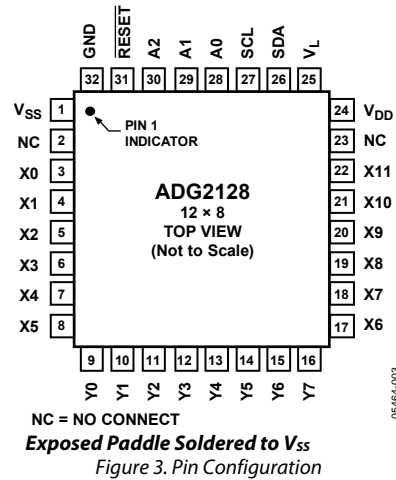 GND
RESET
A2
A1
A0
SCL
SDA
VL
32
31
30
29
28
27
26
25
VSS 1
NC 2
X0 3
X1 4
X2 5
X3 6
X4 7
X5 8
PIN 1
INDICATOR
ADG2128
12 × 8
TOP VIEW
(Not to Scale)
24 VDD
23 NC
22 X11
21 X10
20 X9
19 X8
18 X7
17 X6
9
10
11
12
13
14
15
16
Y0
Y1
Y2
Y3
Y4
Y5
Y6
Y7
NC = NO CONNECT
05464-003
Exposed Paddle Soldered to VSS
Figure 3. Pin Configuration